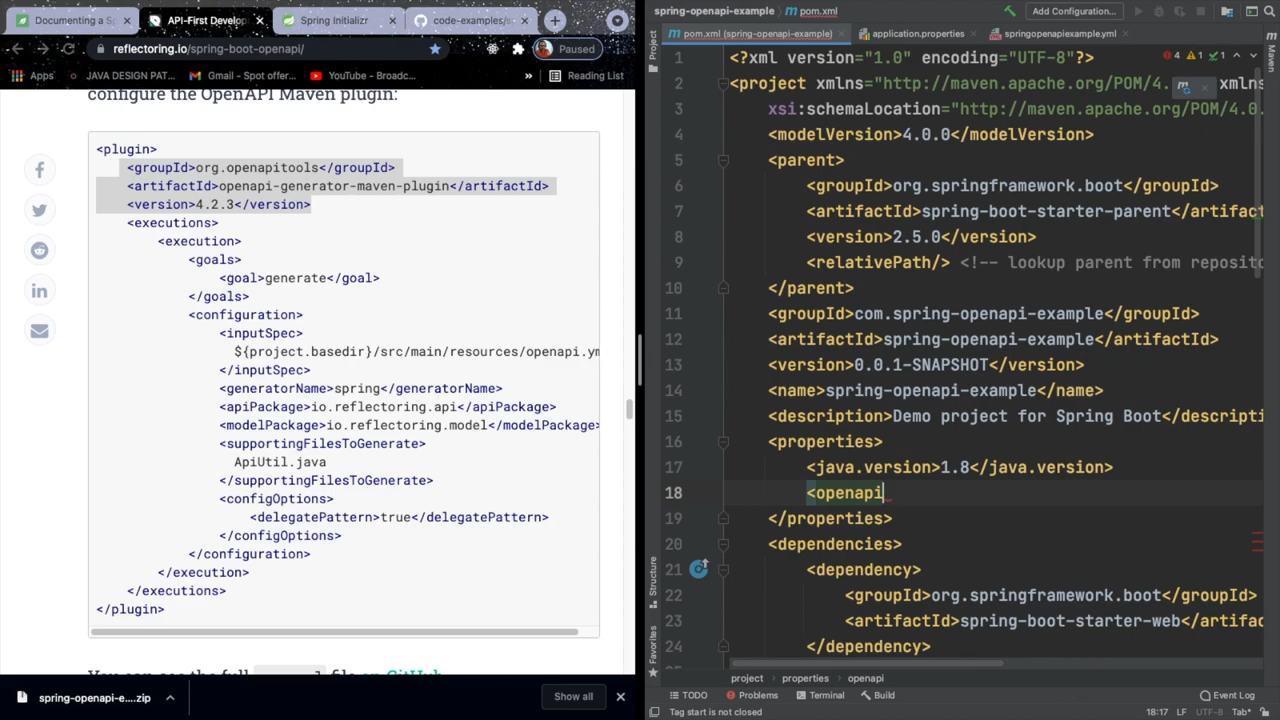 Documenting a Sp
API-First Develop
Spring Initializr
code-examples/s
reflectoring.io/spring-boot-openapi/
Paused
Apps
JAVA DESIGN PAT...
Gmail - Spot offer...
YouTube - Broadc...
»
Reading List
configure the OpenAPI Maven plugin:
<plugin>
<groupId>org.openapitools</groupId>
<artifactId>openapi-generator-maven-plugin</artifactId>
<version>4.2.3</version>
<executions>
<execution>
<goals>
<goal>generate</goal>
</goals>
<configuration>
<inputSpec>
${project.basedir}/src/main/resources/openapi.ym
</inputSpec>
<generatorName>spring</generatorName>
<apiPackage>io.reflectoring.api</apiPackage>
<modelPackage>io.reflectoring.model</modelPackage>
<supportingFilesToGenerate>
ApiUtil.java
</supportingFilesToGenerate>
<configOptions>
<delegatePattern>true</delegatePattern>
</configOptions>
</configuration>
</execution>
</executions>
</plugin>
spring-openapi-e....zip
Show all
spring-openapi-example
pom.xml
Add Configuration...
pom.xml (spring-openapi-example)
application.properties
springopenapiexample.yml
4 1 1
Project
Structure
Favorites
Maven
1 <?xml version="1.0" encoding="UTF-8"?>
2 <project xmlns="http://maven.apache.org/POM/4. xmlns
3 xsi:schemaLocation="http://maven.apache.org/POM/4.0
4 <modelVersion>4.0.0</modelVersion>
5 <parent>
6 <groupId>org.springframework.boot</groupId>
7 <artifactId>spring-boot-starter-parent</artifact
8 <version>2.5.0</version>
9 <relativePath/> <!-- lookup parent from reposito
10 </parent>
11 <groupId>com.spring-openapi-example</groupId>
12 <artifactId>spring-openapi-example</artifactId>
13 <version>0.0.1-SNAPSHOT</version>
14 <name>spring-openapi-example</name>
15 <description>Demo project for Spring Boot</descripti
16 <properties>
17 <java.version>1.8</java.version>
18 <openapi
19 </properties>
20 <dependencies>
21 <dependency>
22 <groupId>org.springframework.boot</groupId>
23 <artifactId>spring-boot-starter-web</artifac
24 </dependency>
project
properties
openapi
TODO
Problems
Terminal
Build
Event Log
Tag start is not closed
18:17 LF UTF-8 Tab*